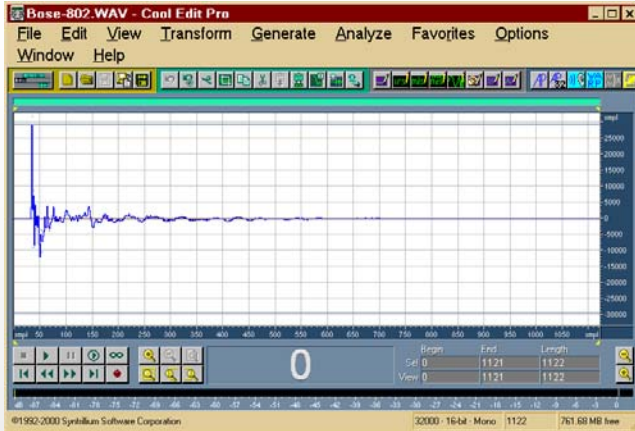 Bose-802.WAV - Cool Edit Pro
File Edit View Transform Generate Analyze Favorites Options
Window Help
smpl
25000
20000
15000
10000
5000
0
-5000
-10000
-15000
-20000
-25000
-30000
smpl 50 100 150 200 250 300 350 400 450 500 550 600 650 700 750 800 850 900 950 1000 1050 smpl
Begin End Length
Sel 0 1121 1122
View 0 1121 1122
0
©1992-2000 Syntrillium Software Corporation
32000 · 16-bit · Mono 1122 761.68 MB free